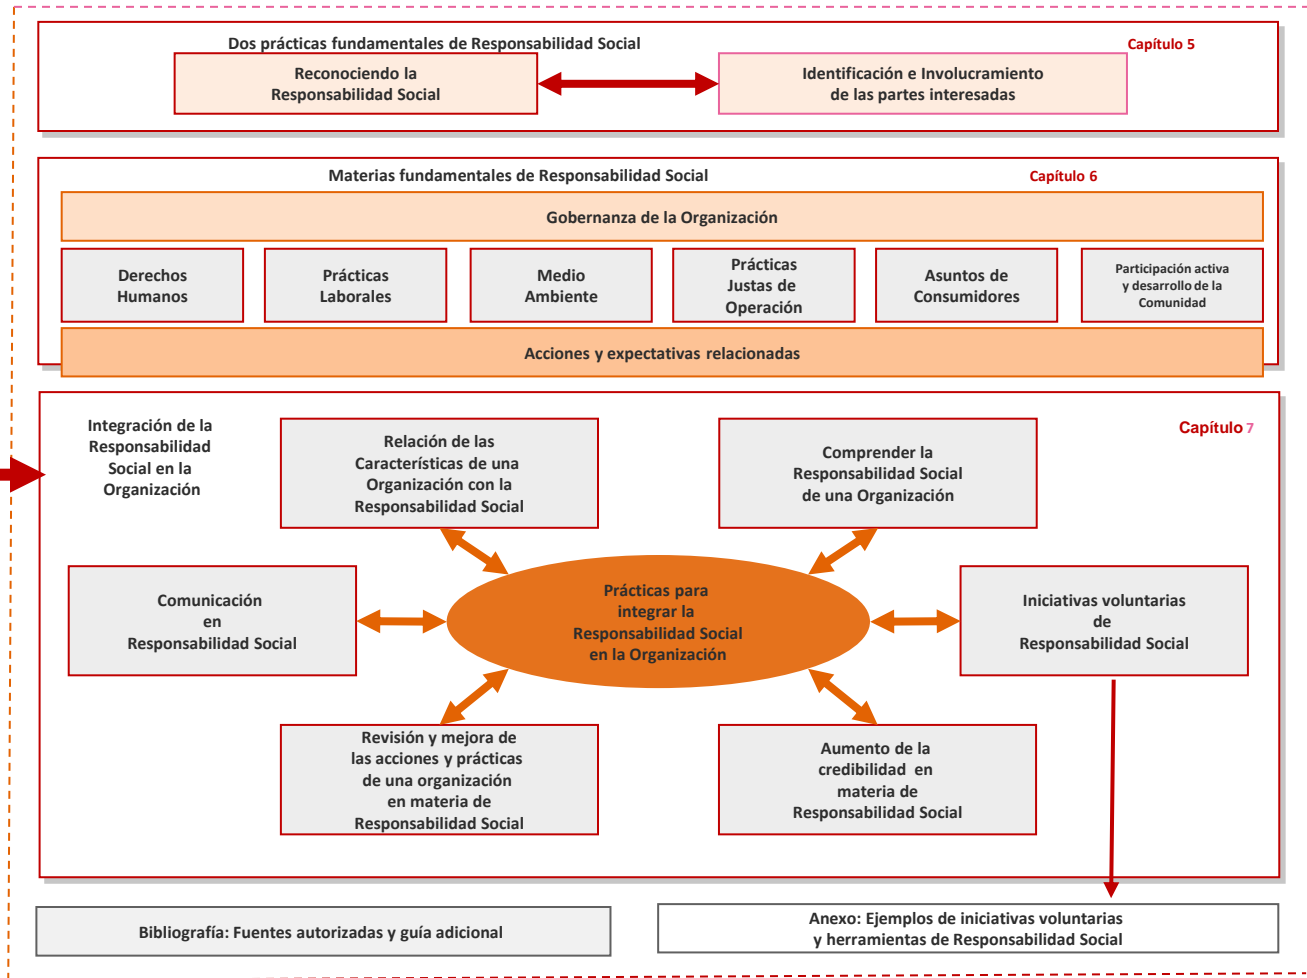 Dos prácticas fundamentales de Responsabilidad Social
Capítulo 5
Reconociendo la
Responsabilidad Social
Identificación e Involucramiento
de las partes interesadas
Materias fundamentales de Responsabilidad Social
Capítulo 6
Gobernanza de la Organización
Derechos
Humanos
Prácticas
Laborales
Medio
Ambiente
Prácticas
Justas de
Operación
Asuntos de
Consumidores
Participación activa
y desarrollo de la
Comunidad
Acciones y expectativas relacionadas
Integración de la
Responsabilidad
Social en la
Organización
Capítulo 7
Relación de las
Características de una
Organización con la
Responsabilidad Social
Comprender la
Responsabilidad Social
de una Organización
Comunicación
en
Responsabilidad Social
Prácticas para
integrar la
Responsabilidad Social
en la Organización
Iniciativas voluntarias
de
Responsabilidad Social
Revisión y mejora de
las acciones y prácticas
de una organización
en materia de
Responsabilidad Social
Aumento de la
credibilidad en
materia de
Responsabilidad Social
Bibliografía: Fuentes autorizadas y guía adicional
Anexo: Ejemplos de iniciativas voluntarias
y herramientas de Responsabilidad Social